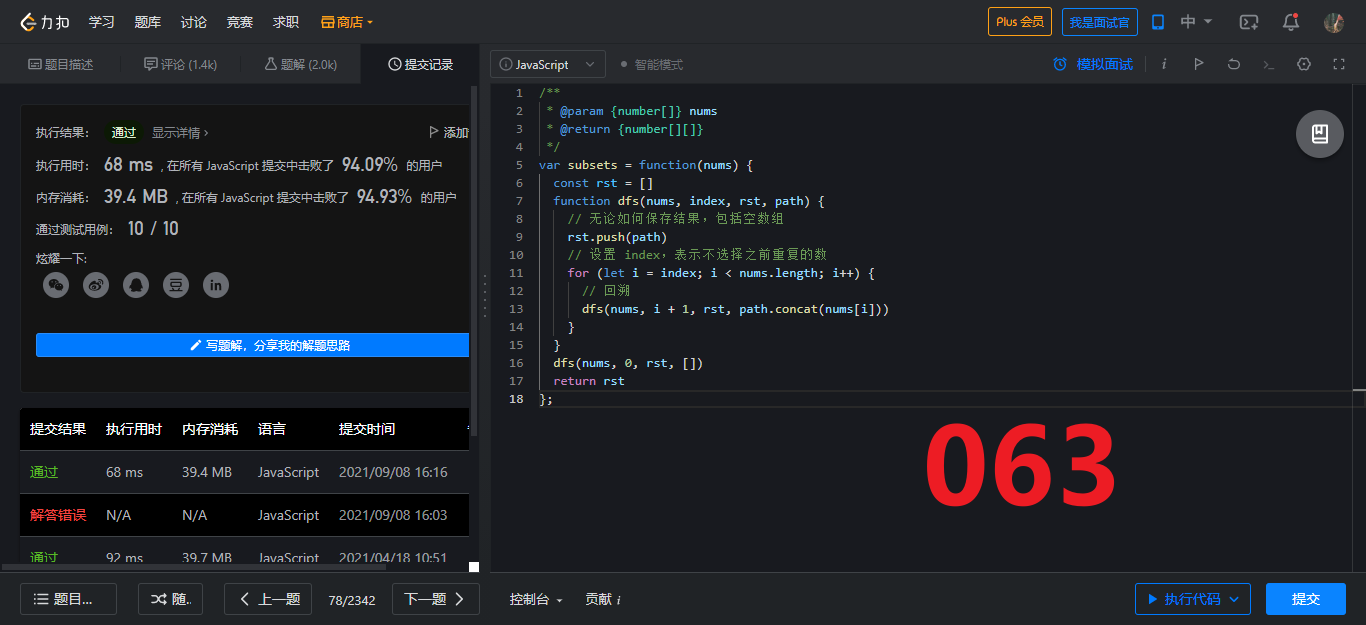 力扣 学习 题库 讨论 竞赛 求职 商店 Plus 会员 我是面试官 中
题目描述 评论 (1.4k) 题解 (2.0k) 提交记录
JavaScript 智能模式 模拟面试
执行结果： 通过 显示详情 › 添加
执行用时： 68 ms , 在所有 JavaScript 提交中击败了 94.09% 的用户
内存消耗： 39.4 MB , 在所有 JavaScript 提交中击败了 94.93% 的用户
通过测试用例： 10 / 10
炫耀一下:
写题解，分享我的解题思路
提交结果 执行用时 内存消耗 语言 提交时间
通过 68 ms 39.4 MB JavaScript 2021/09/08 16:16
解答错误 N/A N/A JavaScript 2021/09/08 16:03
通过 92 ms 39.7 MB JavaScript 2021/04/18 10:51
1 /**
2 * @param {number[]} nums
3 * @return {number[][]}
4 */
5 var subsets = function(nums) {
6 const rst = []
7 function dfs(nums, index, rst, path) {
8 // 无论如何保存结果，包括空数组
9 rst.push(path)
10 // 设置 index，表示不选择之前重复的数
11 for (let i = index; i < nums.length; i++) {
12 // 回溯
13 dfs(nums, i + 1, rst, path.concat(nums[i]))
14 }
15 }
16 dfs(nums, 0, rst, [])
17 return rst
18 };
063
题目... 随.. 上一题 78/2342 下一题 控制台 贡献 i 执行代码 提交